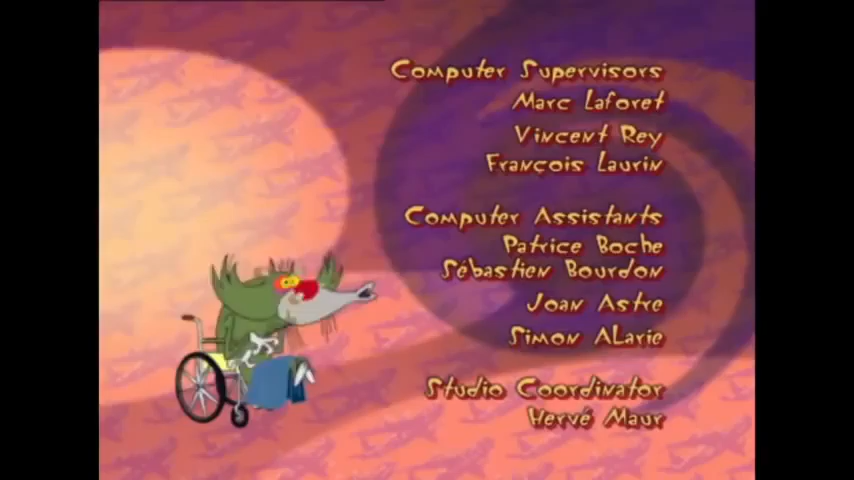 Computer Supervisors
Marc Laforet
Vincent Rey
François Laurin
Computer Assistants
Patrice Boche
Sébastien Bourdon
Joan Astre
Simon ALarie
Studio Coordinator
Hervé Maur